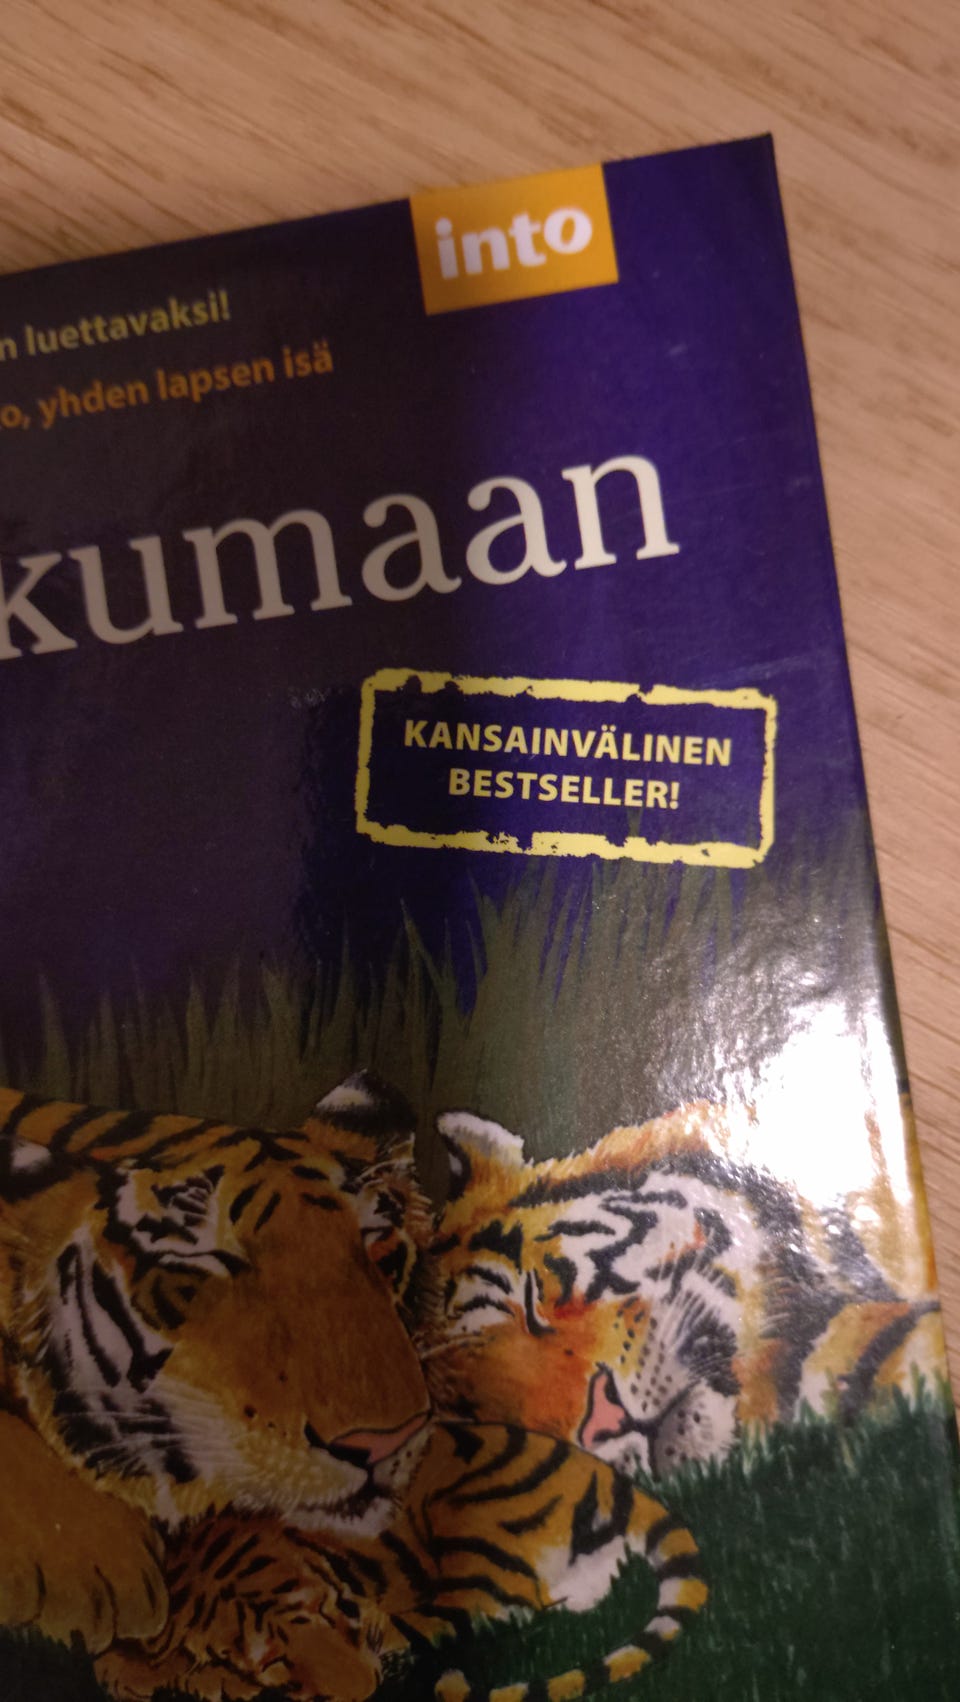 into
n luettavaksi!
o, yhden lapsen isä
kumaan
KANSAINVÄLINEN
BESTSELLER!